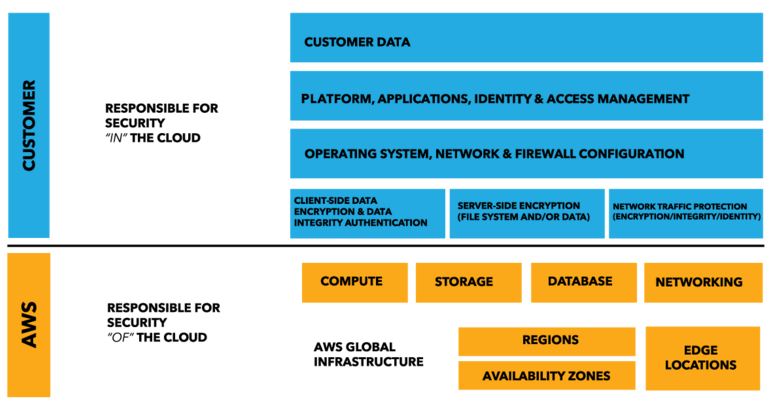 CUSTOMER
RESPONSIBLE FOR
SECURITY
"IN" THE CLOUD
CUSTOMER DATA
PLATFORM, APPLICATIONS, IDENTITY & ACCESS MANAGEMENT
OPERATING SYSTEM, NETWORK & FIREWALL CONFIGURATION
CLIENT-SIDE DATA
ENCRYPTION & DATA
INTEGRITY AUTHENTICATION
SERVER-SIDE ENCRYPTION
(FILE SYSTEM AND/OR DATA)
NETWORK TRAFFIC PROTECTION
(ENCRYPTION/INTEGRITY/IDENTITY)
AWS
RESPONSIBLE FOR
SECURITY
"OF" THE CLOUD
COMPUTE
STORAGE
DATABASE
NETWORKING
AWS GLOBAL
INFRASTRUCTURE
REGIONS
AVAILABILITY ZONES
EDGE
LOCATIONS